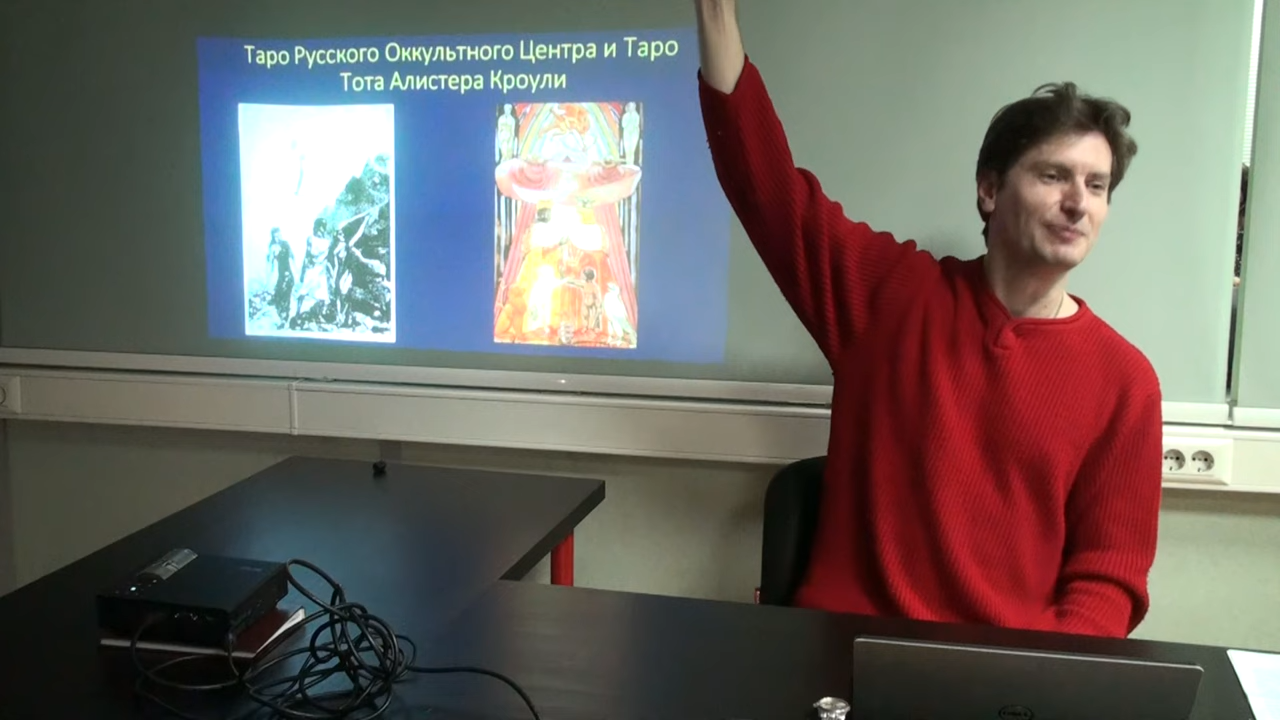 Таро Русского Оккультного Центра и Таро
Тота Алистера Кроули